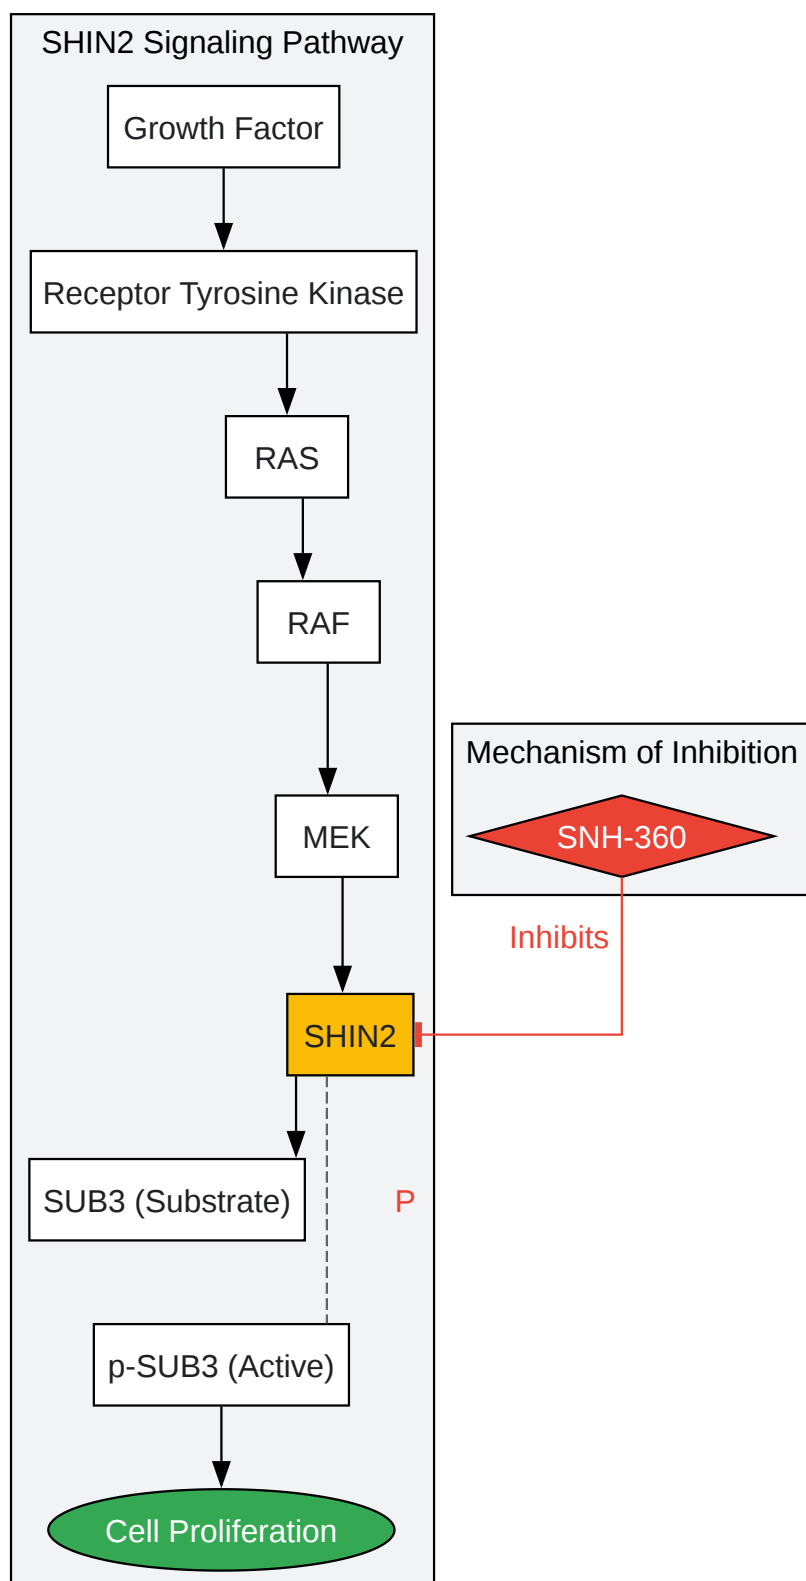 SHIN2 Signaling Pathway
Growth Factor
Receptor Tyrosine Kinase
RAS
RAF
Mechanism of Inhibition
MEK
SNH-360
Inhibits
SHIN2
SUB3 (Substrate)
P
p-SUB3 (Active)
Cell Proliferation